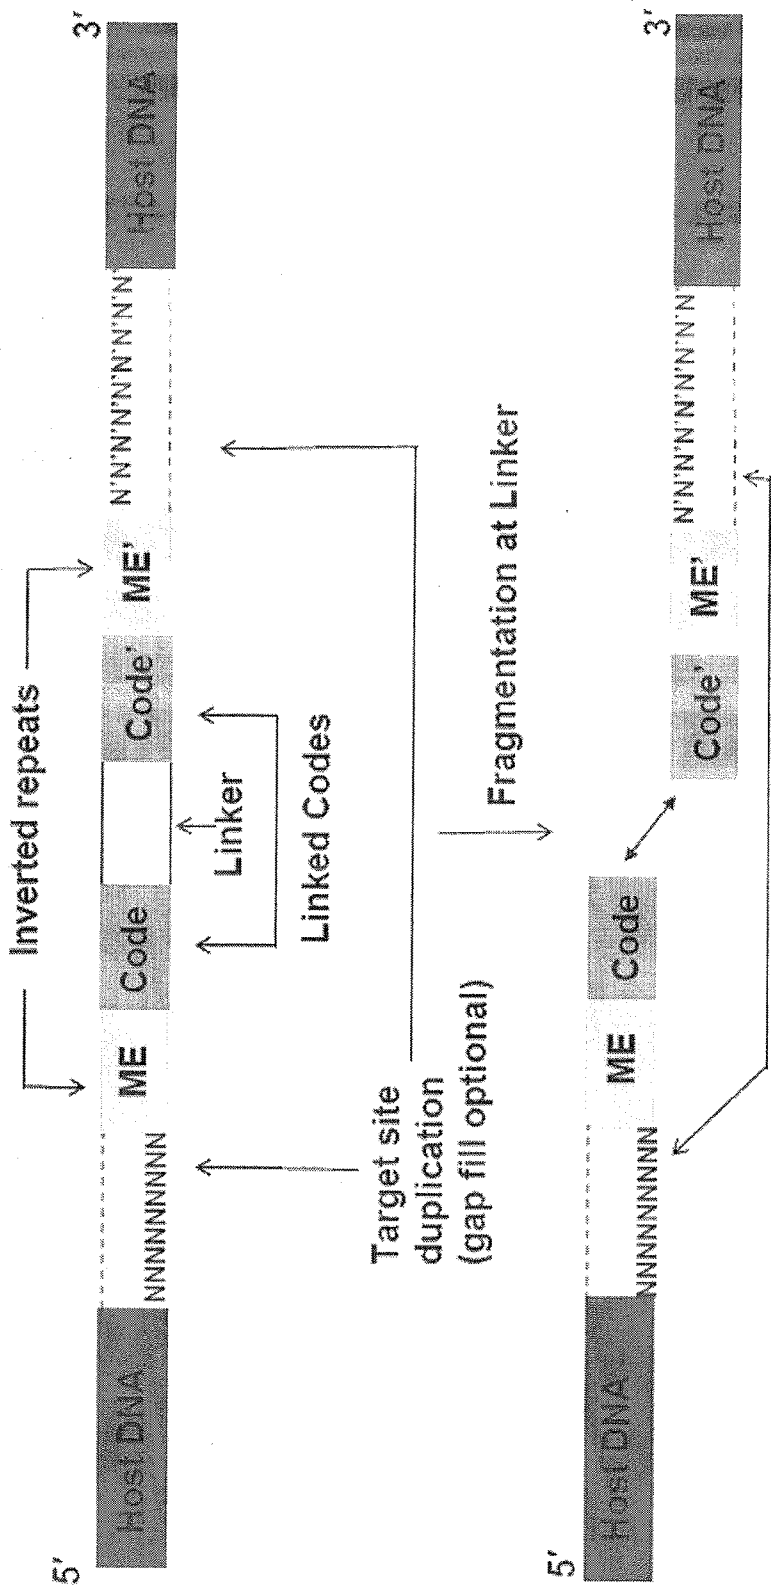 Inverted repeats
5'
Host DNA
NNNNNNNNN
ME
Code
Code'
ME'
N'N'N'N'N'N'N'N'N'
Host DNA
3'
Linker
Linked Codes
Target site
duplication
(gap fill optional)
Fragmentation at Linker
5'
Host DNA
NNNNNNNNN
ME
Code
Code'
ME'
N'N'N'N'N'N'N'N'N'
Host DNA
3'